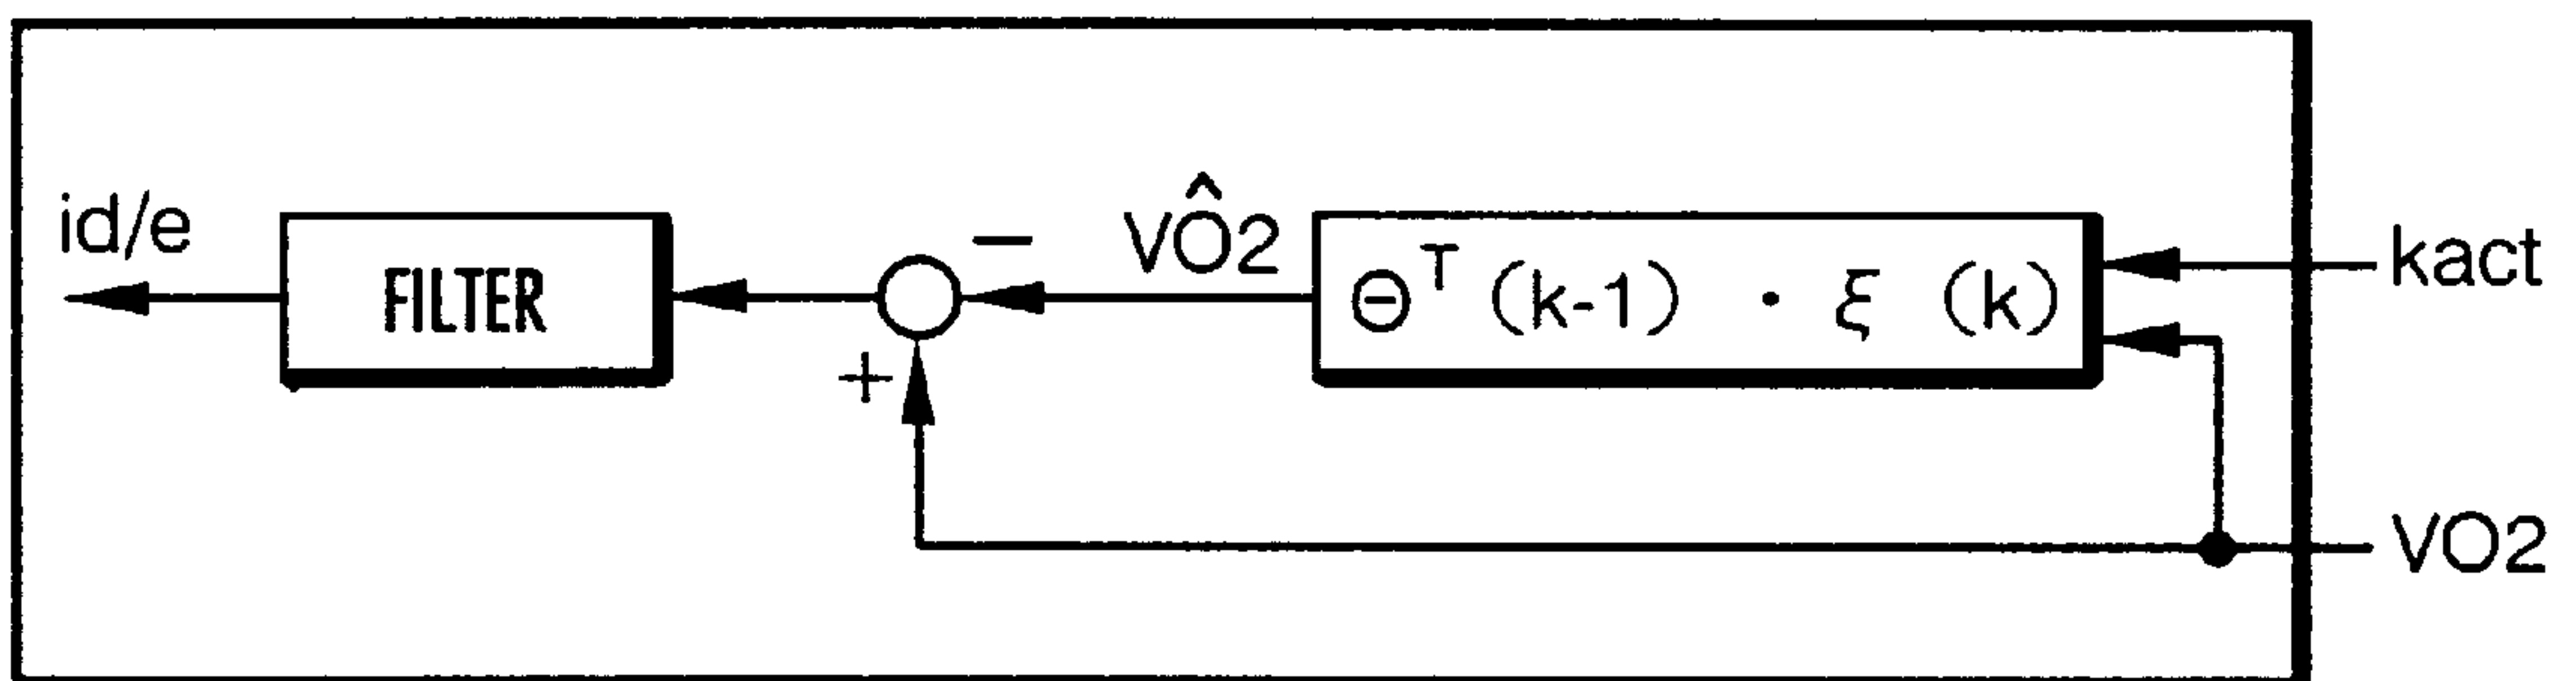 id/e
FILTER
−
+
VÔ2
Θ^T (k-1) · ξ (k)
kact
VO2